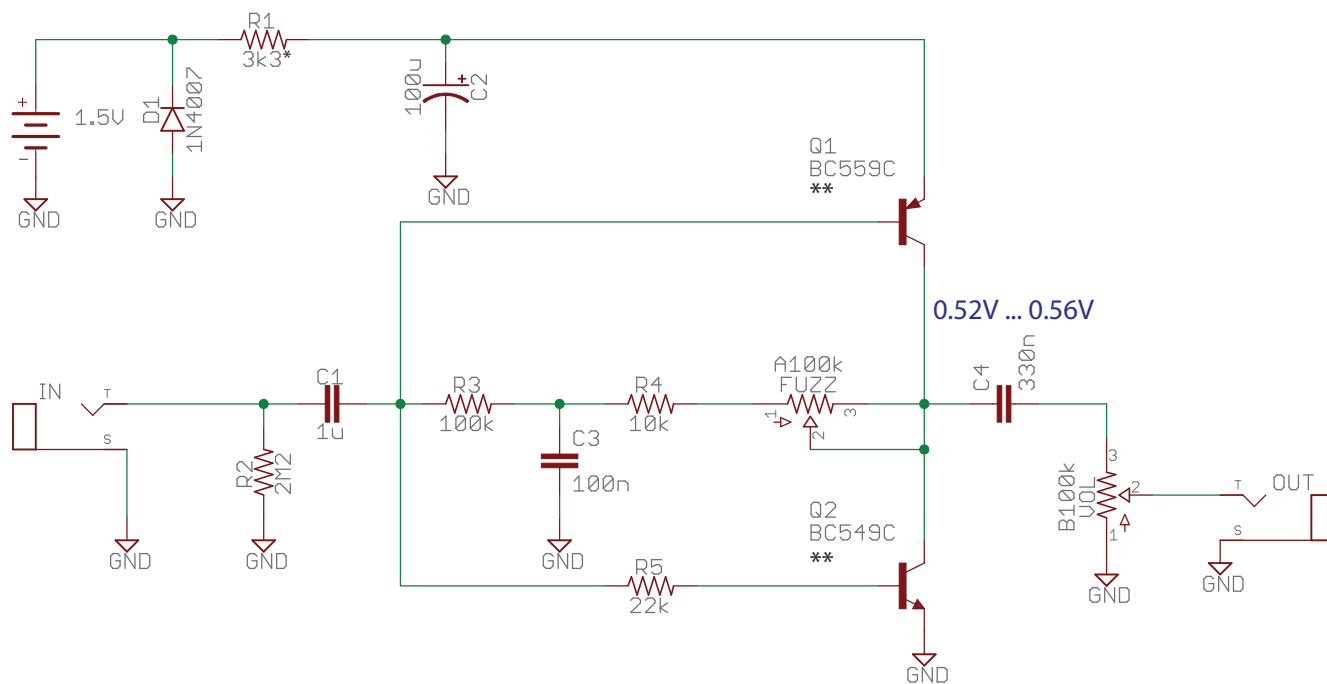 R1
3k3*
+
1.5V
-
GND
D1
1N4007
GND
100u
+
C2
GND
Q1
BC559C
**
0.52V ... 0.56V
IN
T
S
GND
R2
2M2
GND
C1
1u
R3
100k
C3
100n
GND
R4
10k
A100k
FUZZ
1
2
3
R5
22k
Q2
BC549C
**
GND
C4
330n
B100k
VOL
3
2
1
GND
T
OUT
S
GND